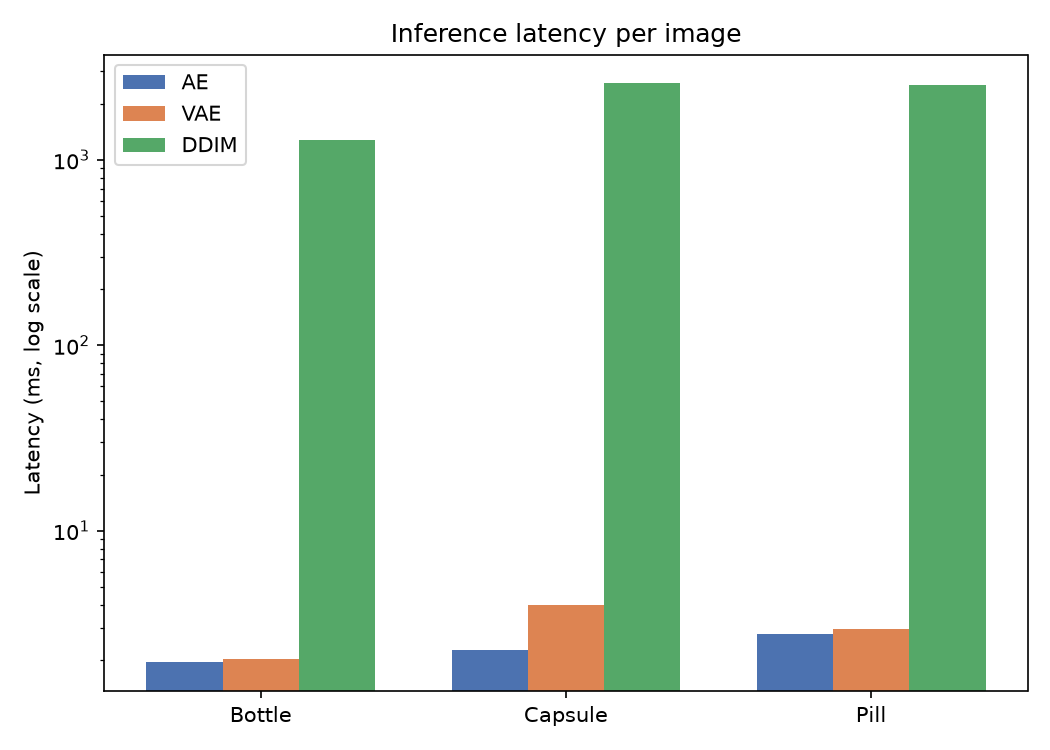 Inference latency per image
AE
VAE
DDIM
10³
10²
10¹
Latency (ms, log scale)
Bottle
Capsule
Pill